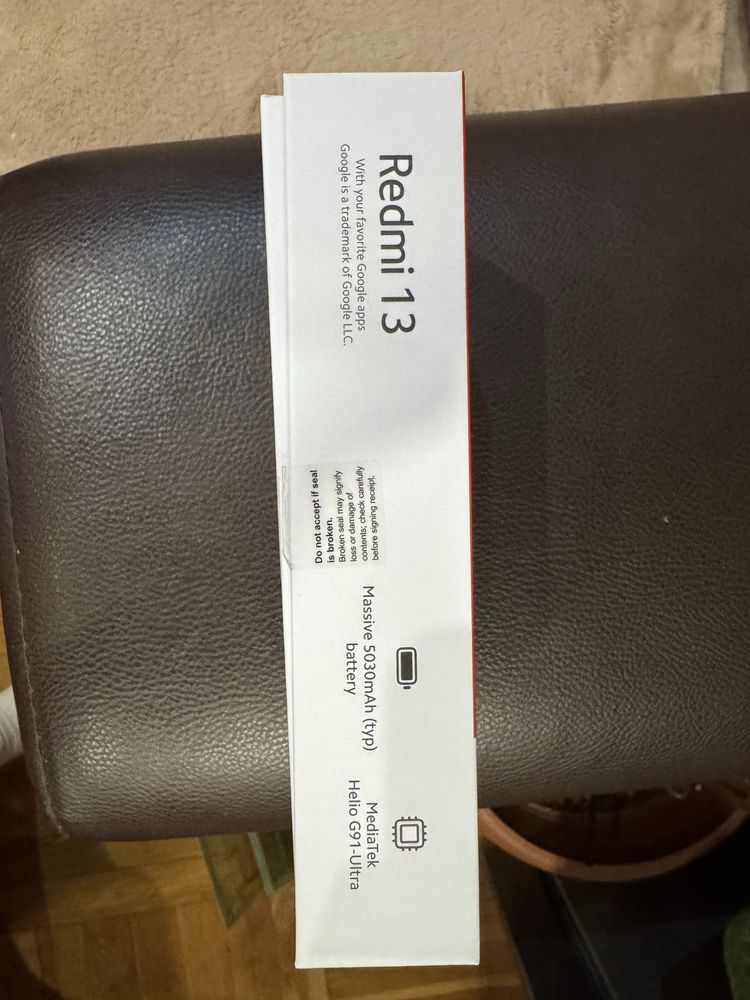 Redmi 13
With your favorite Google apps
Google is a trademark of Google LLC.
Do not accept if seal
is broken.
Broken seal may signify
loss or damage of
contents; check carefully
before signing receipt.
Massive 5030mAh (typ)
battery
MediaTek
Helio G91-Ultra